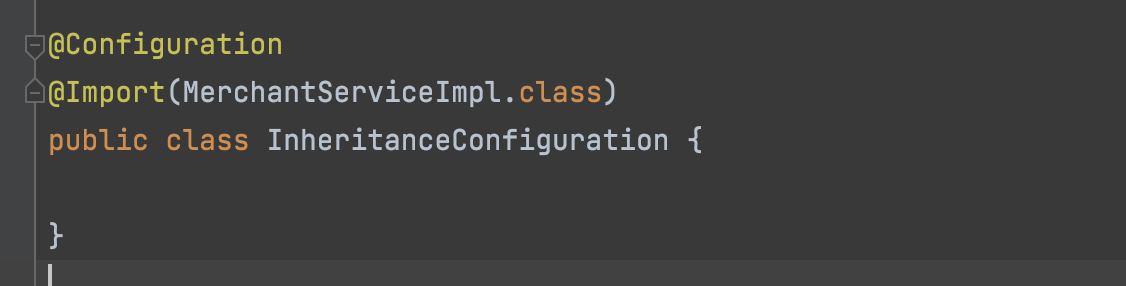 @Configuration
@Import(MerchantServiceImpl.class)
public class InheritanceConfiguration {
}